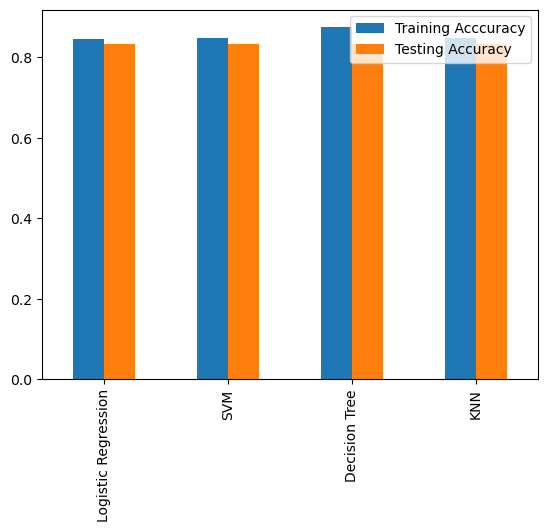 Training Acccuracy
Testing Accuracy
0.8
0.6
0.4
0.2
0.0
Logistic Regression
SVM
Decision Tree
KNN